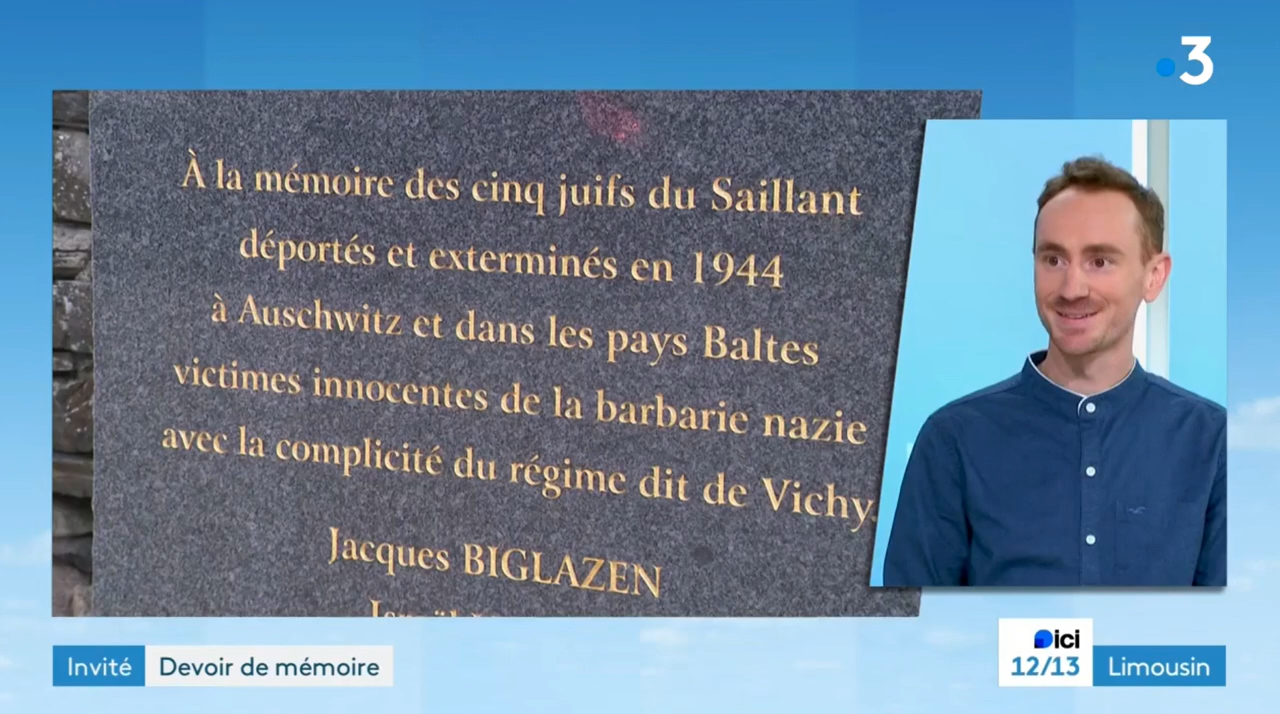 3
À la mémoire des cinq juifs du Saillant
déportés et exterminés en 1944
à Auschwitz et dans les pays Baltes
victimes innocentes de la barbarie nazie
avec la complicité du régime dit de Vichy.
Jacques BIGLAZEN
Invité Devoir de mémoire
ici
12/13 Limousin